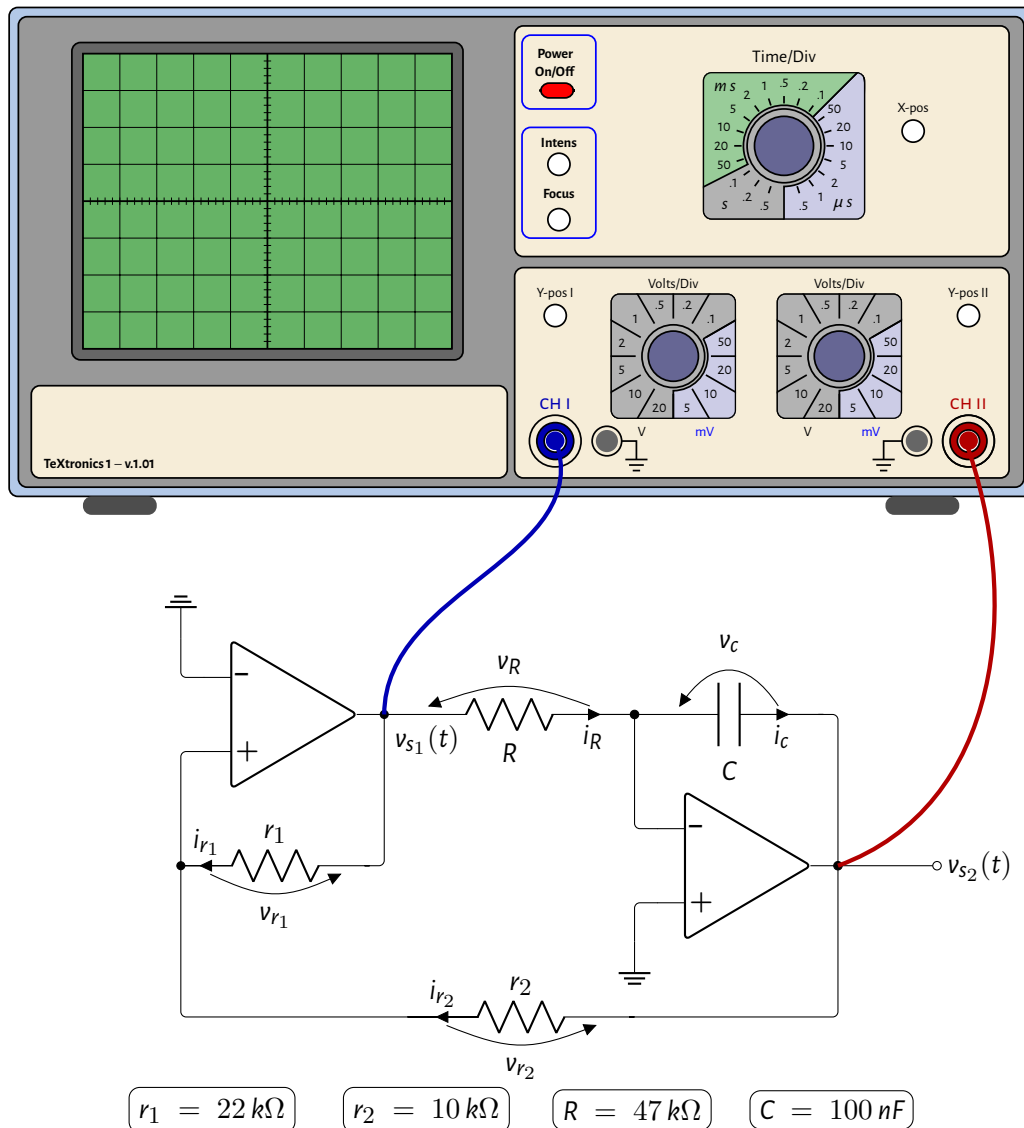 Power
On/Off
Intens
Focus
Time/Div
m s
50 20 10 5 2 1 .5 .2 .1
50 20 10 5 2 1 .5
μ s
.1 .2 .5
s
X-pos
Y-pos I
Volts/Div
20 10 5 2 1 .5 .2 .1
50 20 10 5
V
mV
Volts/Div
20 10 5 2 1 .5 .2 .1
50 20 10 5
V
mV
Y-pos II
CH I
CH II
TeXtronics 1 – v.1.01
−
+
v_{s_1}(t)
v_R
R
i_R
v_c
C
i_c
−
+
v_{s_2}(t)
i_{r_1}
r_1
v_{r_1}
i_{r_2}
r_2
v_{r_2}
r_1 = 22 kΩ
r_2 = 10 kΩ
R = 47 kΩ
C = 100 nF